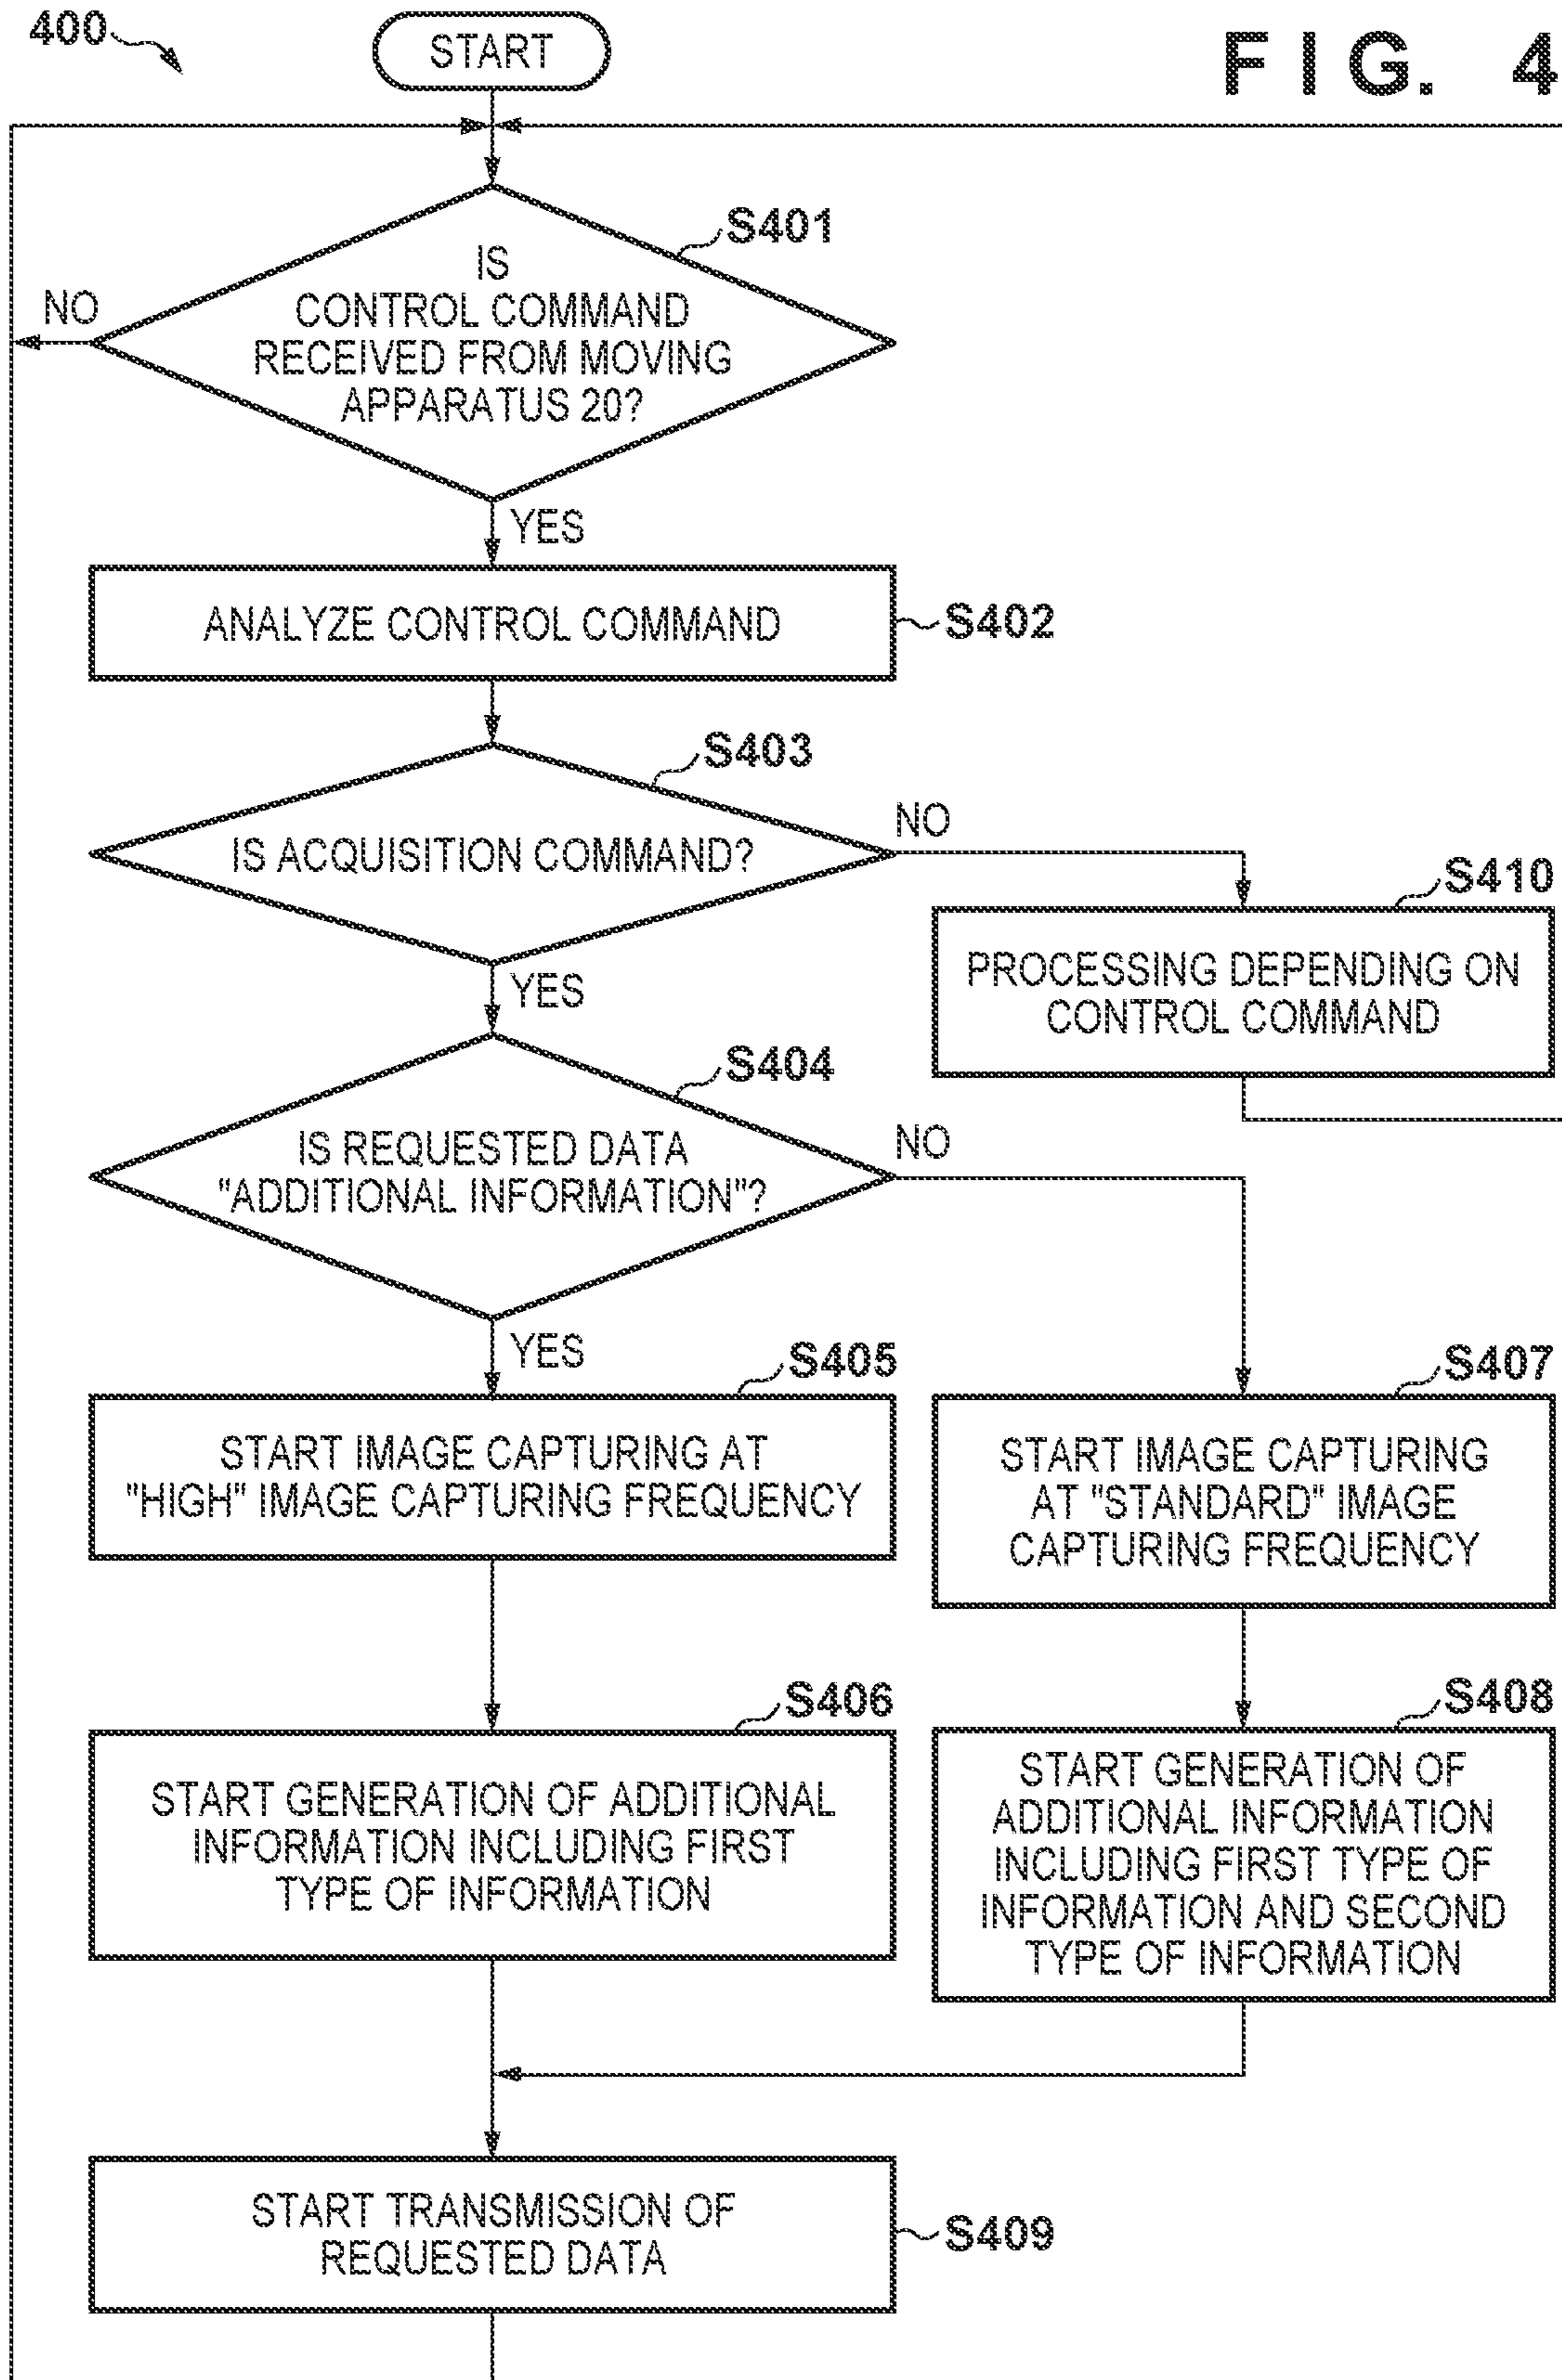 400
START
FIG. 4
S401
IS
CONTROL COMMAND
RECEIVED FROM MOVING
APPARATUS 20?
NO
YES
ANALYZE CONTROL COMMAND
S402
S403
IS ACQUISITION COMMAND?
NO
YES
S410
PROCESSING DEPENDING ON
CONTROL COMMAND
S404
IS REQUESTED DATA
"ADDITIONAL INFORMATION"?
NO
YES
S405
START IMAGE CAPTURING AT
"HIGH" IMAGE CAPTURING FREQUENCY
S407
START IMAGE CAPTURING
AT "STANDARD" IMAGE
CAPTURING FREQUENCY
S406
START GENERATION OF ADDITIONAL
INFORMATION INCLUDING FIRST
TYPE OF INFORMATION
S408
START GENERATION OF
ADDITIONAL INFORMATION
INCLUDING FIRST TYPE OF
INFORMATION AND SECOND
TYPE OF INFORMATION
START TRANSMISSION OF
REQUESTED DATA
S409